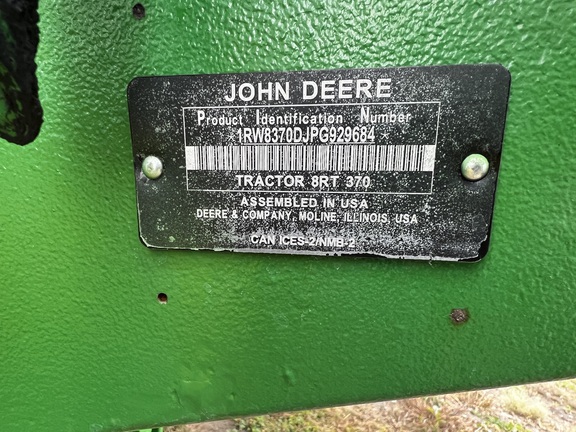 JOHN DEERE
Product Identification Number
*1RW8370DJPG929684*
TRACTOR 8RT 370
ASSEMBLED IN USA
DEERE & COMPANY, MOLINE, ILLINOIS, USA
CAN ICES-2/NMB-2